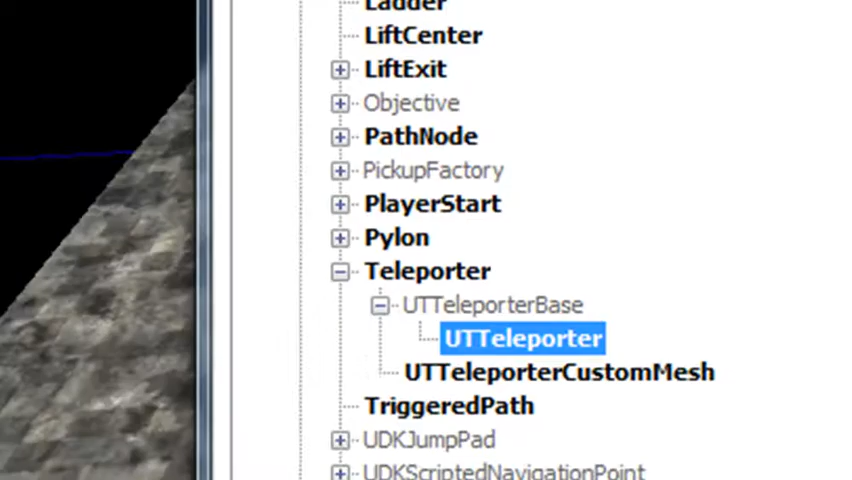 Ladder
LiftCenter
LiftExit
Objective
PathNode
PickupFactory
PlayerStart
Pylon
Teleporter
UTTeleporterBase
UTTeleporter
UTTeleporterCustomMesh
TriggeredPath
UDKJumpPad
UDKScriptedNavigationPoint